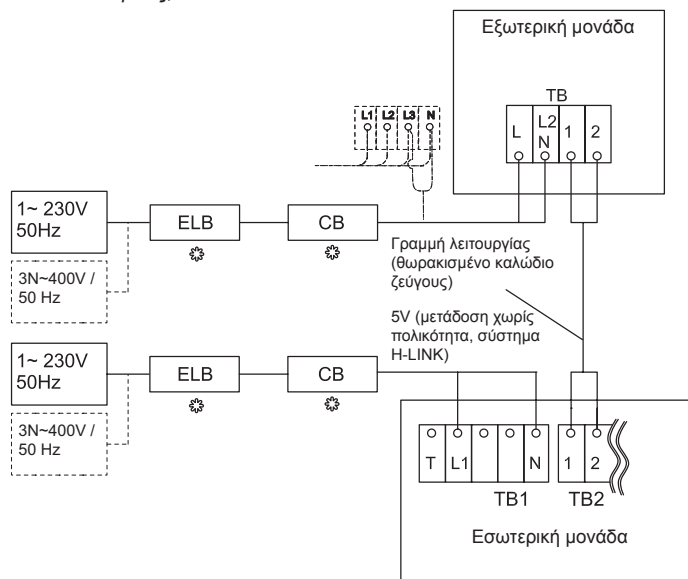 Εξωτερική μονάδα
TB
L
L2
N
1
2
L1
L2
L3
N
1~ 230V
50Hz
ELB
CB
3N~400V /
50 Hz
Γραμμή λειτουργίας
(θωρακισμένο καλώδιο
ζεύγους)
5V (μετάδοση χωρίς
πολικότητα, σύστημα
H-LINK)
1~ 230V
50Hz
ELB
CB
3N~400V /
50 Hz
T
L1
N
1
2
TB1
TB2
Εσωτερική μονάδα